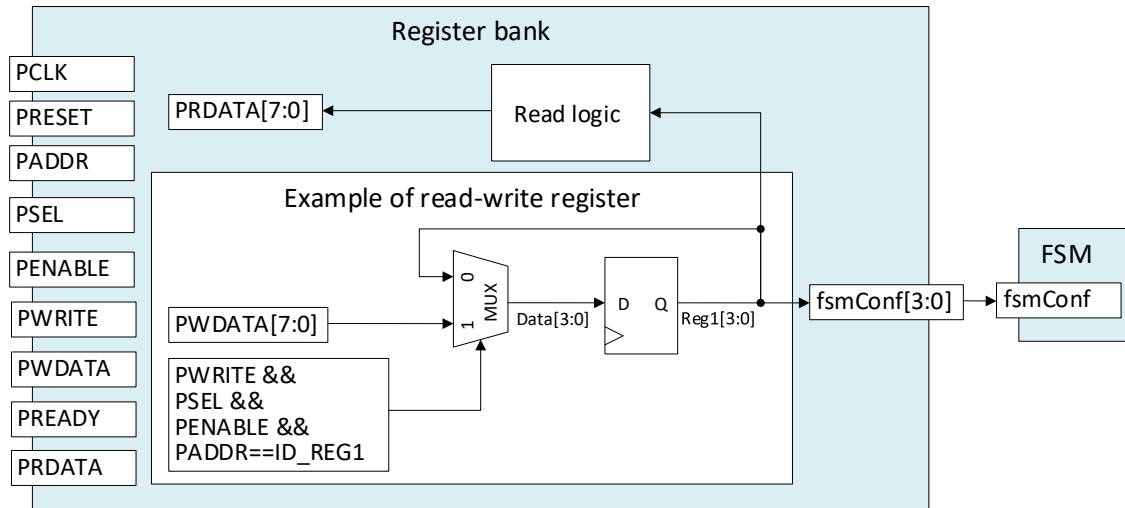 Register bank
PCLK
PRESET
PADDR
PSEL
PENABLE
PWRITE
PWDATA
PREADY
PRDATA
PRDATA[7:0]
Read logic
Example of read-write register
0
1
MUX
PWDATA[7:0]
PWRITE &&
PSEL &&
PENABLE &&
PADDR==ID_REG1
Data[3:0]
D
Q
Reg1[3:0]
fsmConf[3:0]
FSM
fsmConf